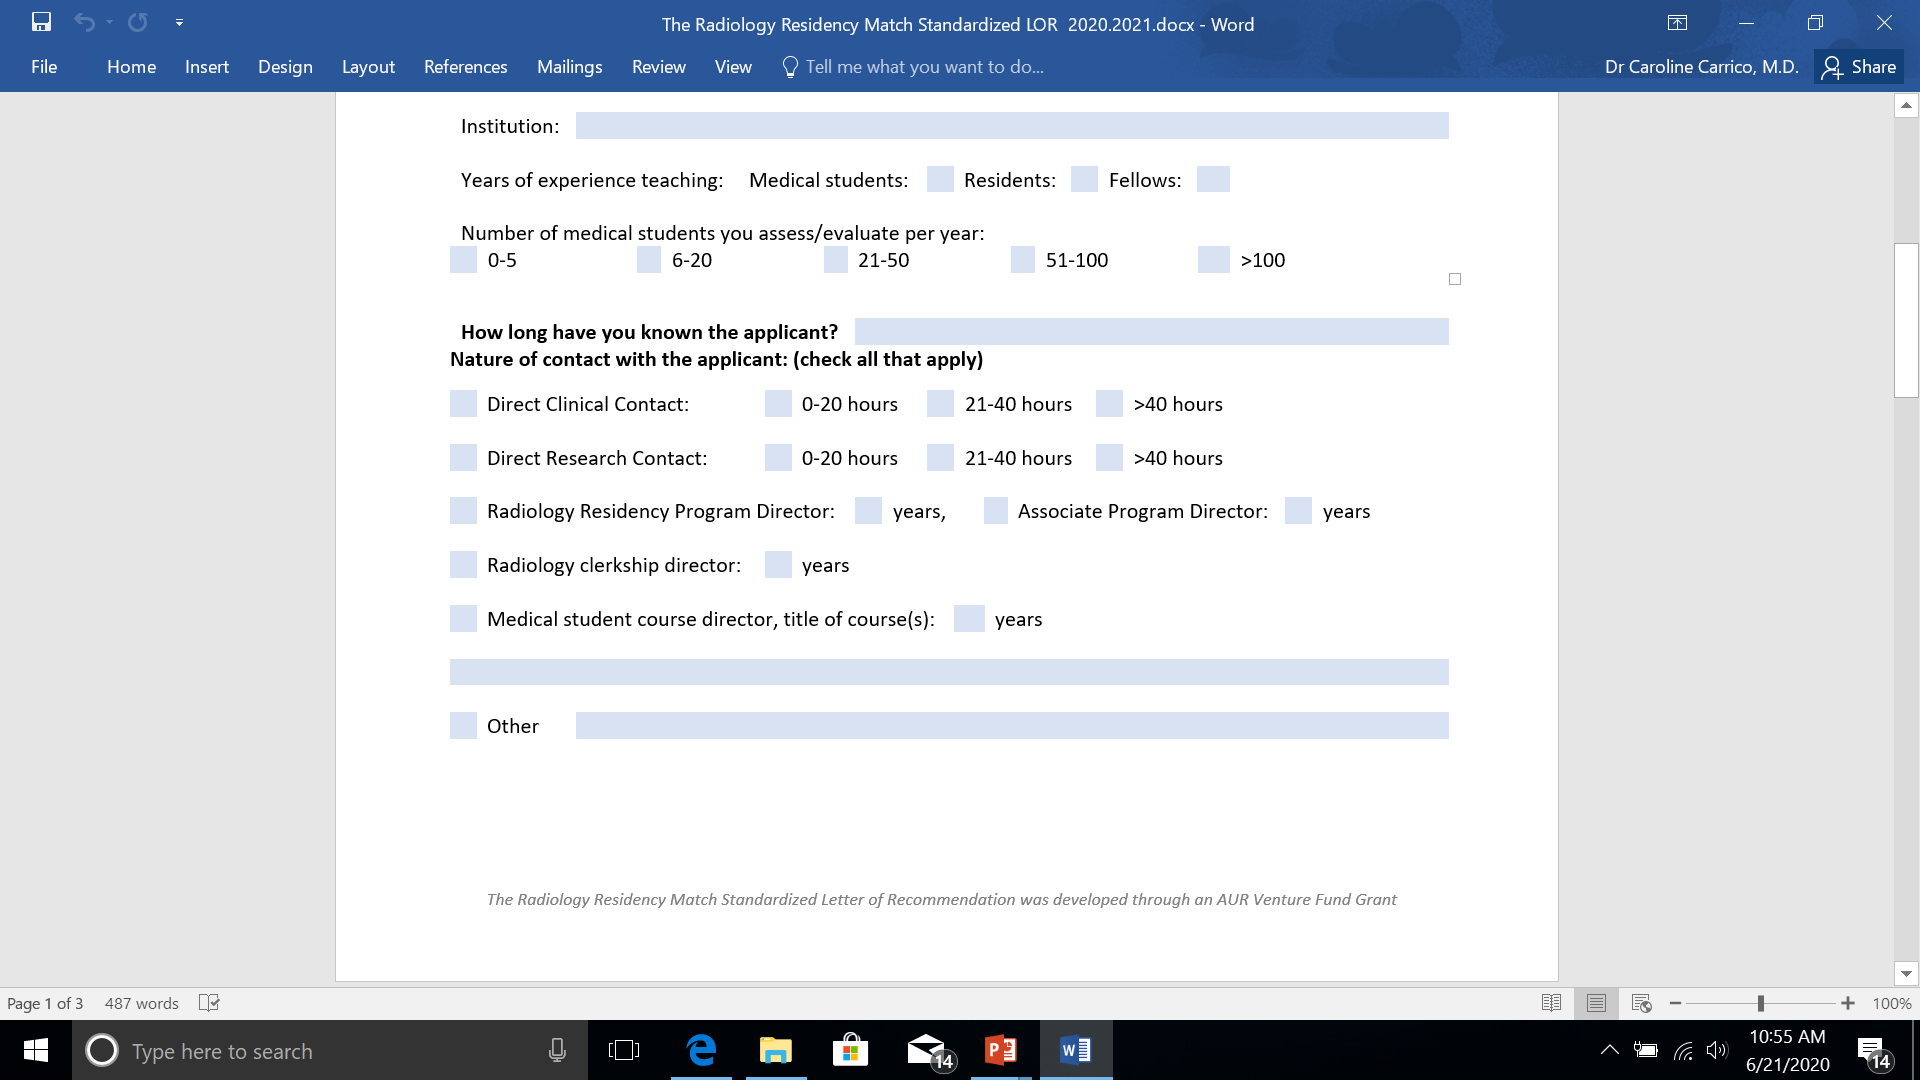 The Radiology Residency Match Standardized LOR  2020.2021.docx - Word
File Home Insert Design Layout References Mailings Review View Tell me what you want to do... Dr Caroline Carrico, M.D. Share
Institution:
Years of experience teaching: Medical students: Residents: Fellows:
Number of medical students you assess/evaluate per year:
0-5 6-20 21-50 51-100 >100
How long have you known the applicant?
Nature of contact with the applicant: (check all that apply)
Direct Clinical Contact: 0-20 hours 21-40 hours >40 hours
Direct Research Contact: 0-20 hours 21-40 hours >40 hours
Radiology Residency Program Director: years, Associate Program Director: years
Radiology clerkship director: years
Medical student course director, title of course(s): years
Other
The Radiology Residency Match Standardized Letter of Recommendation was developed through an AUR Venture Fund Grant
Page 1 of 3 487 words 100%
Type here to search 14 10:55 AM 14
6/21/2020